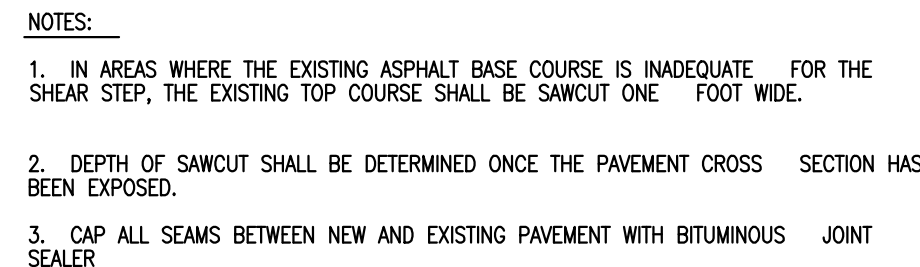 NOTES:
1. IN AREAS WHERE THE EXISTING ASPHALT BASE COURSE IS INADEQUATE FOR THE
SHEAR STEP, THE EXISTING TOP COURSE SHALL BE SAWCUT ONE FOOT WIDE.
2. DEPTH OF SAWCUT SHALL BE DETERMINED ONCE THE PAVEMENT CROSS SECTION HAS
BEEN EXPOSED.
3. CAP ALL SEAMS BETWEEN NEW AND EXISTING PAVEMENT WITH BITUMINOUS JOINT
SEALER